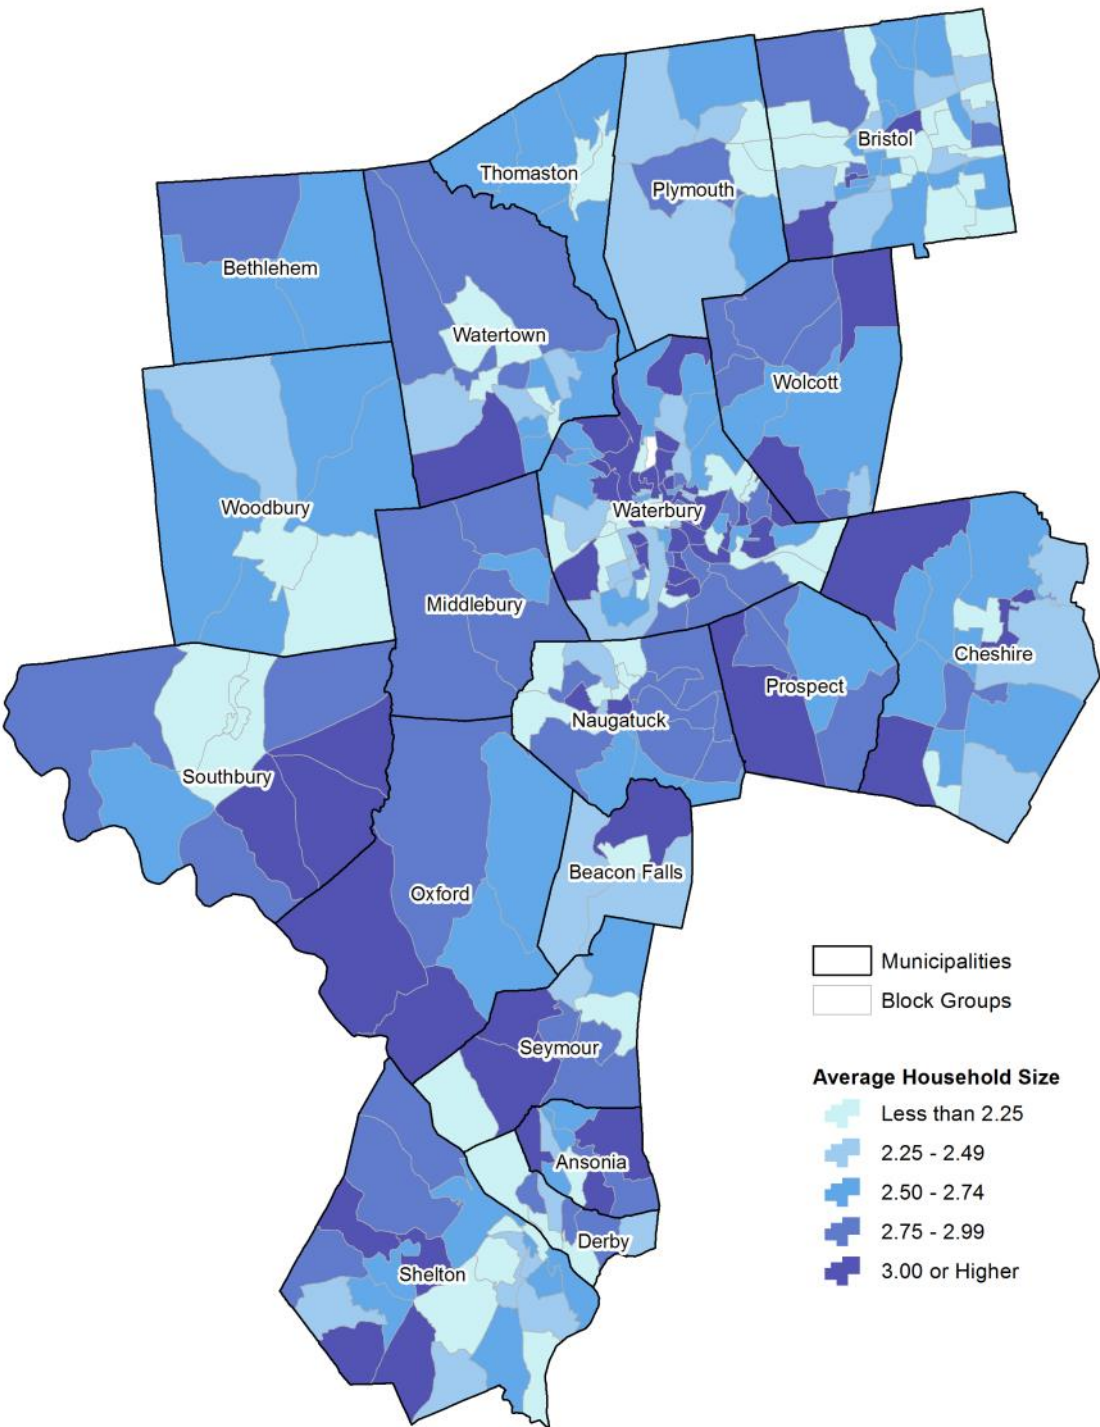 Bristol
Thomaston
Plymouth
Bethlehem
Watertown
Wolcott
Woodbury
Waterbury
Middlebury
Cheshire
Prospect
Naugatuck
Southbury
Beacon Falls
Oxford
Municipalities
Block Groups
Seymour
Average Household Size
Less than 2.25
2.25 - 2.49
Ansonia
2.50 - 2.74
2.75 - 2.99
Derby
3.00 or Higher
Shelton